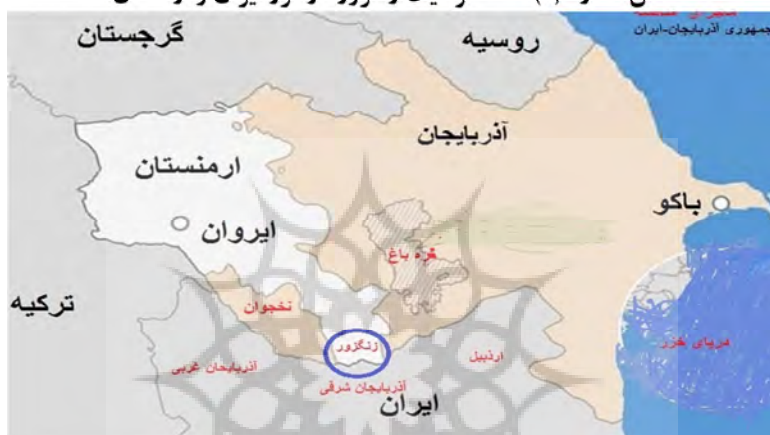 جمهوری آذربایجان-ایران
روسیه
گرجستان
آذربایجان
ارمنستان
باکو
ایروان
قره باغ
نخجوان
ترکیه
زنگزور
دریای خزر
اردبیل
آذربایجان غربی
آذربایجان شرقی
ایران